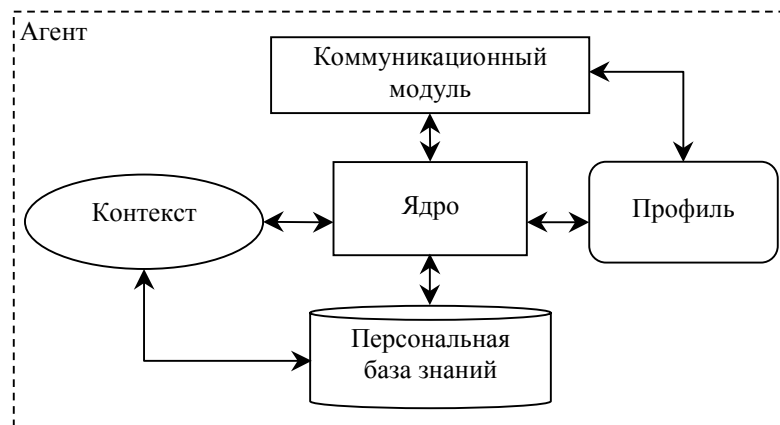 Агент
Коммуникационный
модуль
Контекст
Ядро
Профиль
Персональная
база знаний